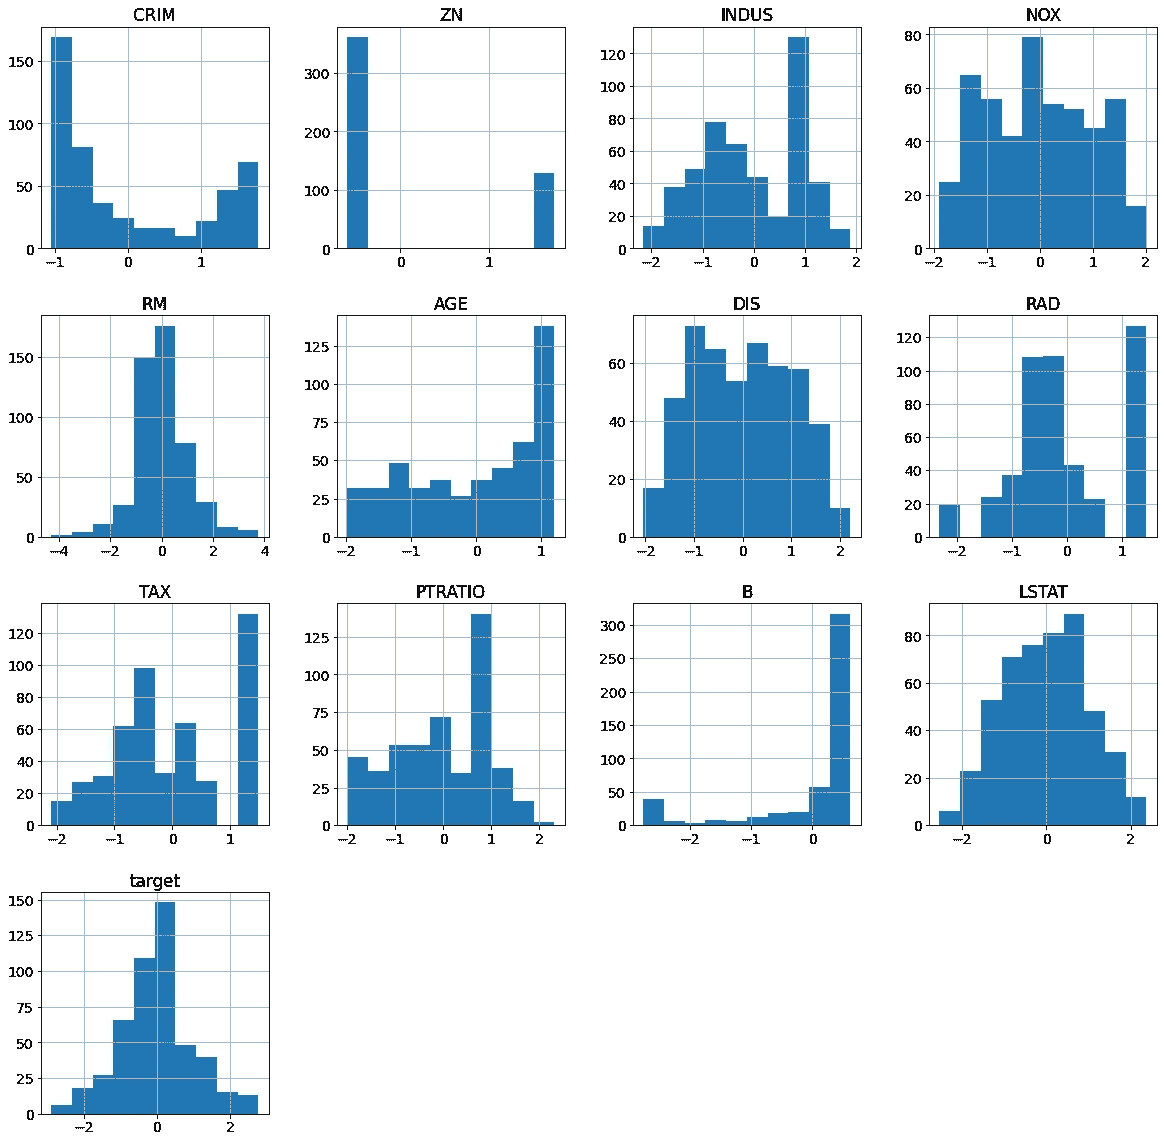 CRIM ZN INDUS NOX
150 100 50 0
−1 0 1
300 200 100 0
0 1
120 100 80 60 40 20 0
−2 −1 0 1 2
80 60 40 20 0
−2 −1 0 1 2
RM AGE DIS RAD
150 100 50 0
−4 −2 0 2 4
125 100 75 50 25 0
−2 −1 0 1
60 40 20 0
−2 −1 0 1 2
120 100 80 60 40 20 0
−2 −1 0 1
TAX PTRATIO B LSTAT
120 100 80 60 40 20 0
−2 −1 0 1
125 100 75 50 25 0
−2 −1 0 1 2
300 250 200 150 100 50 0
−2 −1 0
80 60 40 20 0
−2 0 2
target
150 125 100 75 50 25 0
−2 0 2